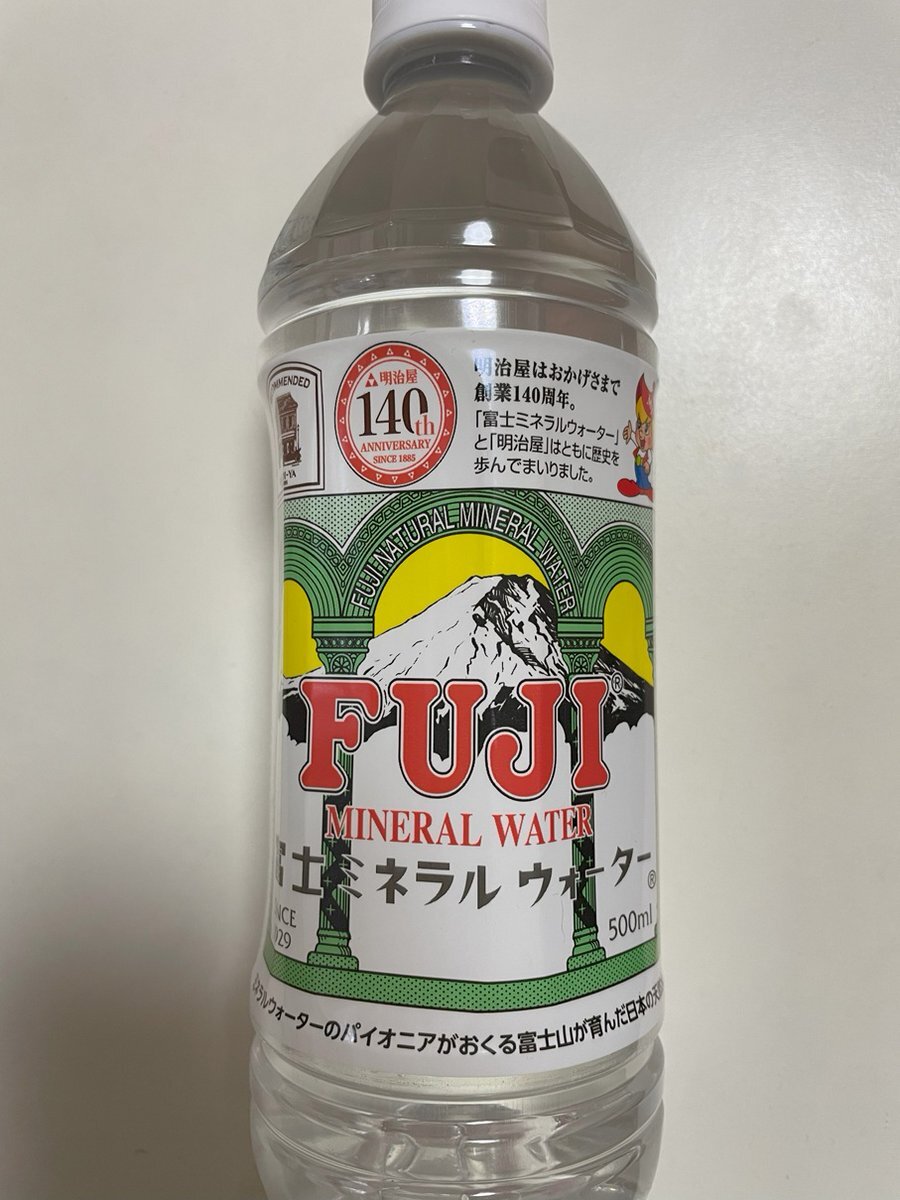 明治屋
140th
ANNIVERSARY
SINCE 1885
明治屋はおかげさまで
創業140周年。
「富士ミネラルウォーター」
と「明治屋」はともに歴史を
歩んでまいりました。
FUJI NATURAL MINERAL WATER
FUJI®
MINERAL WATER
士ミネラル ウォーター®
500ml
ミネラルウォーターのパイオニアがおくる富士山が育んだ日本の天